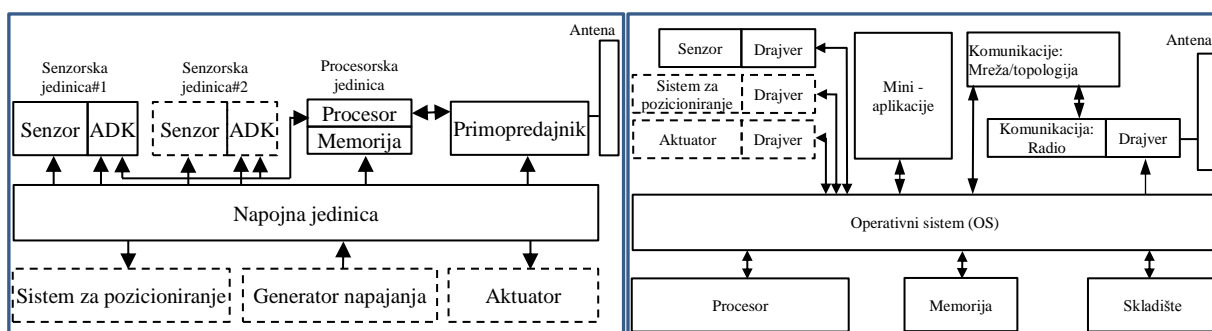 Antena
Senzorska
jedinica#1
Senzorska
jedinica#2
Procesorska
jedinica
Senzor
ADK
Senzor
ADK
Procesor
Memorija
Primopredajnik
Napojna jedinica
Sistem za pozicioniranje
Generator napajanja
Aktuator
Senzor
Drajver
Sistem za
pozicioniranje
Drajver
Aktuator
Drajver
Mini -
aplikacije
Komunikacije:
Mreža/topologija
Antena
Komunikacija:
Radio
Drajver
Operativni sistem (OS)
Procesor
Memorija
Skladište